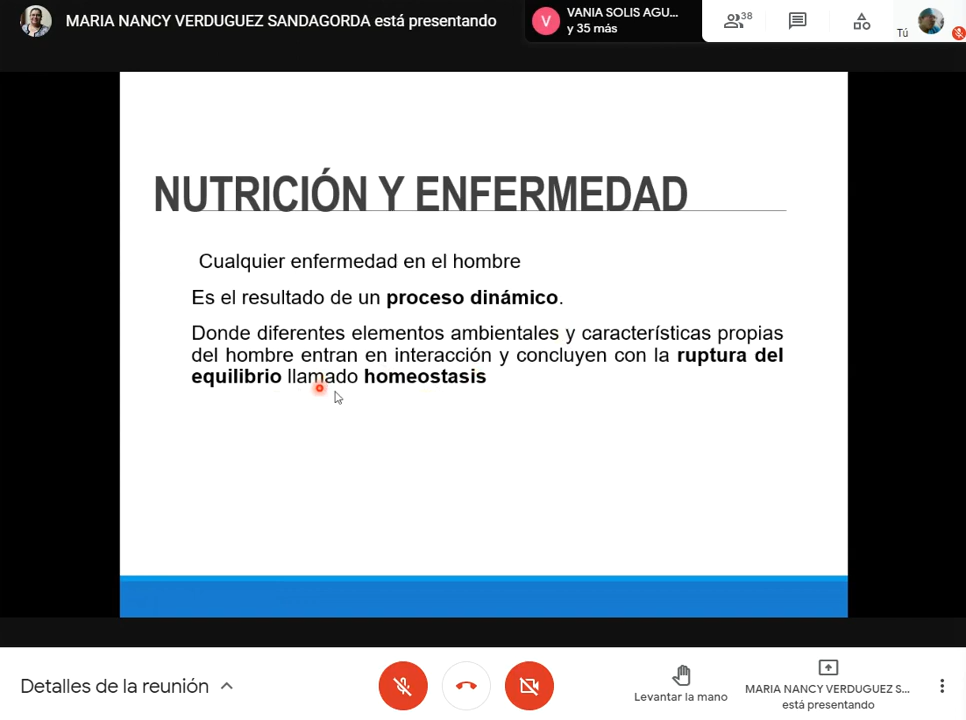 MARIA NANCY VERDUGUEZ SANDAGORDA está presentando
V
VANIA SOLIS AGU...
y 35 más
38
Tú
NUTRICIÓN Y ENFERMEDAD
Cualquier enfermedad en el hombre
Es el resultado de un proceso dinámico.
Donde diferentes elementos ambientales y características propias
del hombre entran en interacción y concluyen con la ruptura del
equilibrio llamado homeostasis
Detalles de la reunión
Levantar la mano
MARIA NANCY VERDUGUEZ S...
está presentando